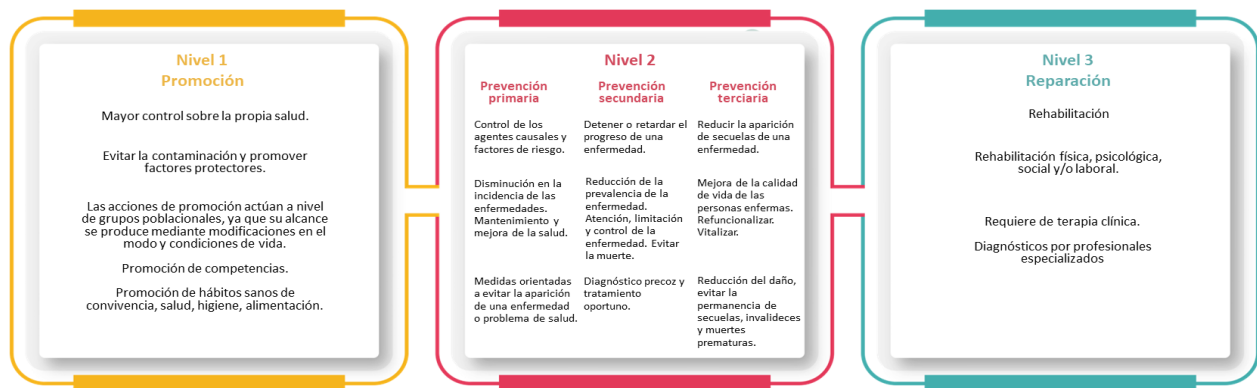 Nivel 1
Promoción
Mayor control sobre la propia salud.
Evitar la contaminación y promover
factores protectores.
Las acciones de promoción actúan a nivel
de grupos poblacionales, ya que su alcance
se produce mediante modificaciones en el
modo y condiciones de vida.
Promoción de competencias.
Promoción de hábitos sanos de
convivencia, salud, higiene, alimentación.
Nivel 2
Prevención
primaria
Control de los
agentes causales y
factores de riesgo.
Disminución en la
incidencia de las
enfermedades.
Mantenimiento y
mejora de la salud.
Medidas orientadas
a evitar la aparición
de una enfermedad
o problema de salud.
Prevención
secundaria
Detener o retardar el
progreso de una
enfermedad.
Reducción de la
prevalencia de la
enfermedad.
Atención, limitación
y control de la
enfermedad. Evitar
la muerte.
Diagnóstico precoz y
tratamiento
oportuno.
Prevención
terciaria
Reducir la aparición
de secuelas de una
enfermedad.
Mejora de la calidad
de vida de las
personas enfermas.
Refuncionalizar.
Vitalizar.
Reducción del daño,
evitar la
permanencia de
secuelas, invalideces
y muertes
prematuras.
Nivel 3
Reparación
Rehabilitación
Rehabilitación física, psicológica,
social y/o laboral.
Requiere de terapia clínica.
Diagnósticos por profesionales
especializados